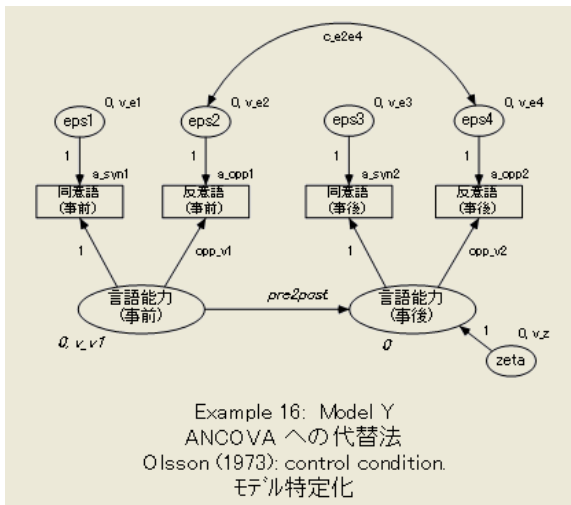 c_e2e4
0, v_e1
0, v_e2
0, v_e3
0, v_e4
eps1
eps2
eps3
eps4
1
1
1
1
a_syn1
a_opp1
a_syn2
a_opp2
同意語
(事前)
反意語
(事前)
同意語
(事後)
反意語
(事後)
1
opp_v1
1
opp_v2
言語能力
(事前)
pre2post
言語能力
(事後)
0, v_v1
0
1
0, v_z
zeta
Example 16: Model Y
ANCOVA への代替法
Olsson (1973): control condition.
モデル特定化